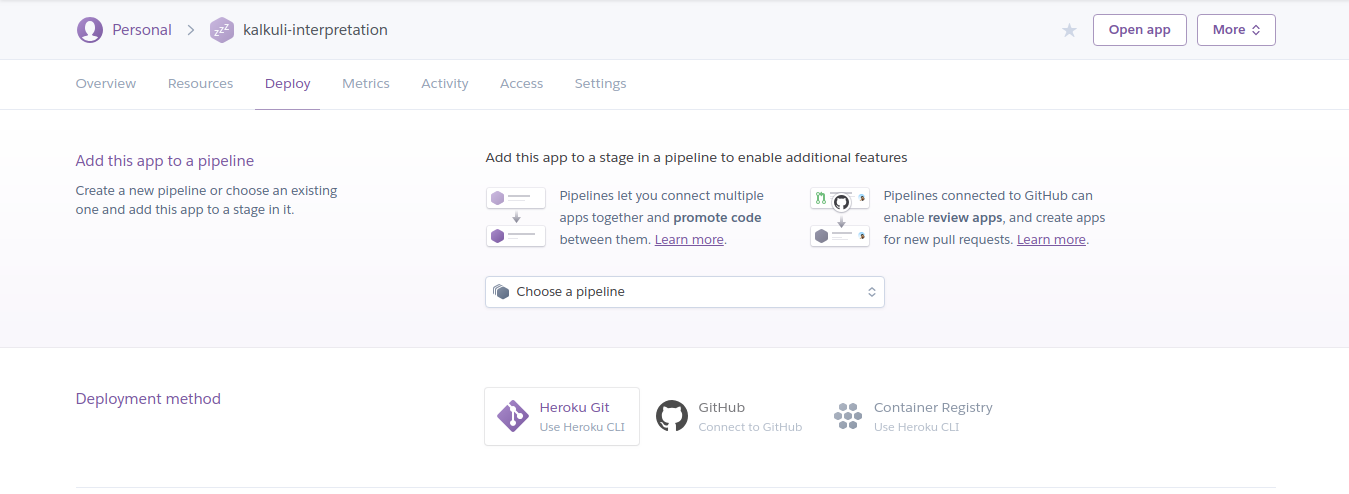 Personal > kalkuli-interpretation
Open app
More
Overview Resources Deploy Metrics Activity Access Settings
Add this app to a pipeline
Create a new pipeline or choose an existing
one and add this app to a stage in it.
Add this app to a stage in a pipeline to enable additional features
Pipelines let you connect multiple
apps together and promote code
between them. Learn more.
Pipelines connected to GitHub can
enable review apps, and create apps
for new pull requests. Learn more.
Choose a pipeline
Deployment method
Heroku Git
Use Heroku CLI
GitHub
Connect to GitHub
Container Registry
Use Heroku CLI